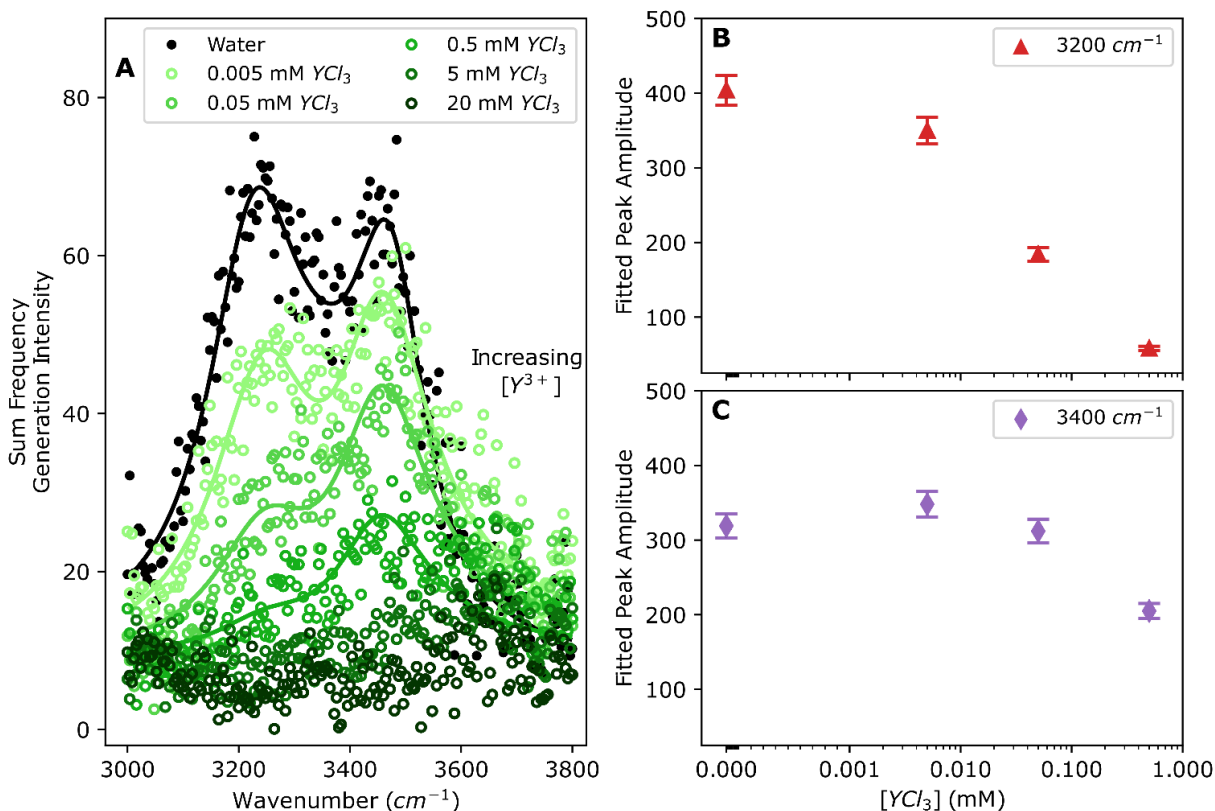 A
Water
0.005 mM YCl₃
0.05 mM YCl₃
0.5 mM YCl₃
5 mM YCl₃
20 mM YCl₃
Increasing
[Y³⁺]
Sum Frequency
Generation Intensity
80
60
40
20
0
3000 3200 3400 3600 3800
Wavenumber (cm⁻¹)
B
3200 cm⁻¹
Fitted Peak Amplitude
500
400
300
200
100
C
3400 cm⁻¹
Fitted Peak Amplitude
500
400
300
200
100
0.000 0.001 0.010 0.100 1.000
[YCl₃] (mM)